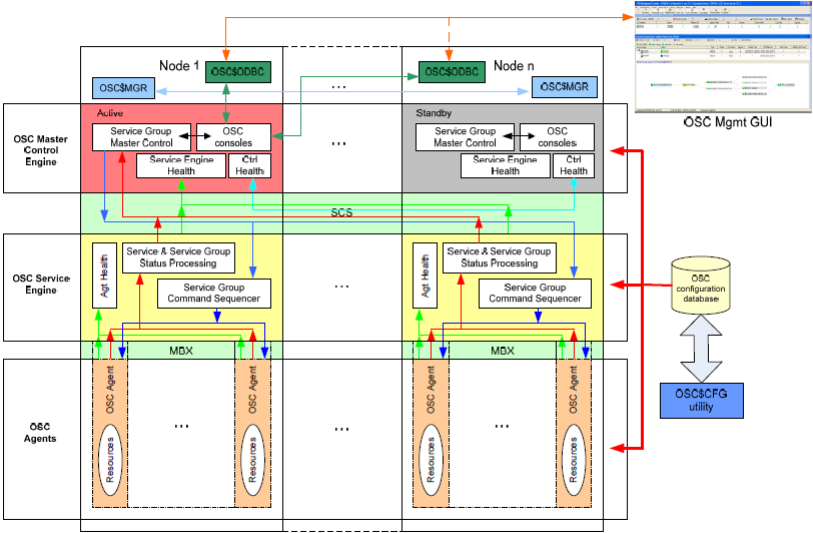 Node 1
OSC$ODBC
OSC$MGR
...
OSC$ODBC
Node n
OSC$MGR
OSC Mgmt GUI
OSC Master
Control
Engine
Active
Service Group
Master Control
OSC
consoles
Service Engine
Health
Ctrl
Health
...
Standby
Service Group
Master Control
OSC
consoles
Service Engine
Health
Ctrl
Health
SCS
OSC Service
Engine
Agt Health
Service & Service Group
Status Processing
Service Group
Command Sequencer
...
Agt Health
Service & Service Group
Status Processing
Service Group
Command Sequencer
OSC
configuration
database
MBX
MBX
OSC$CFG
utility
OSC
Agents
OSC Agent
Resources
...
OSC Agent
Resources
...
OSC Agent
Resources
...
OSC Agent
Resources